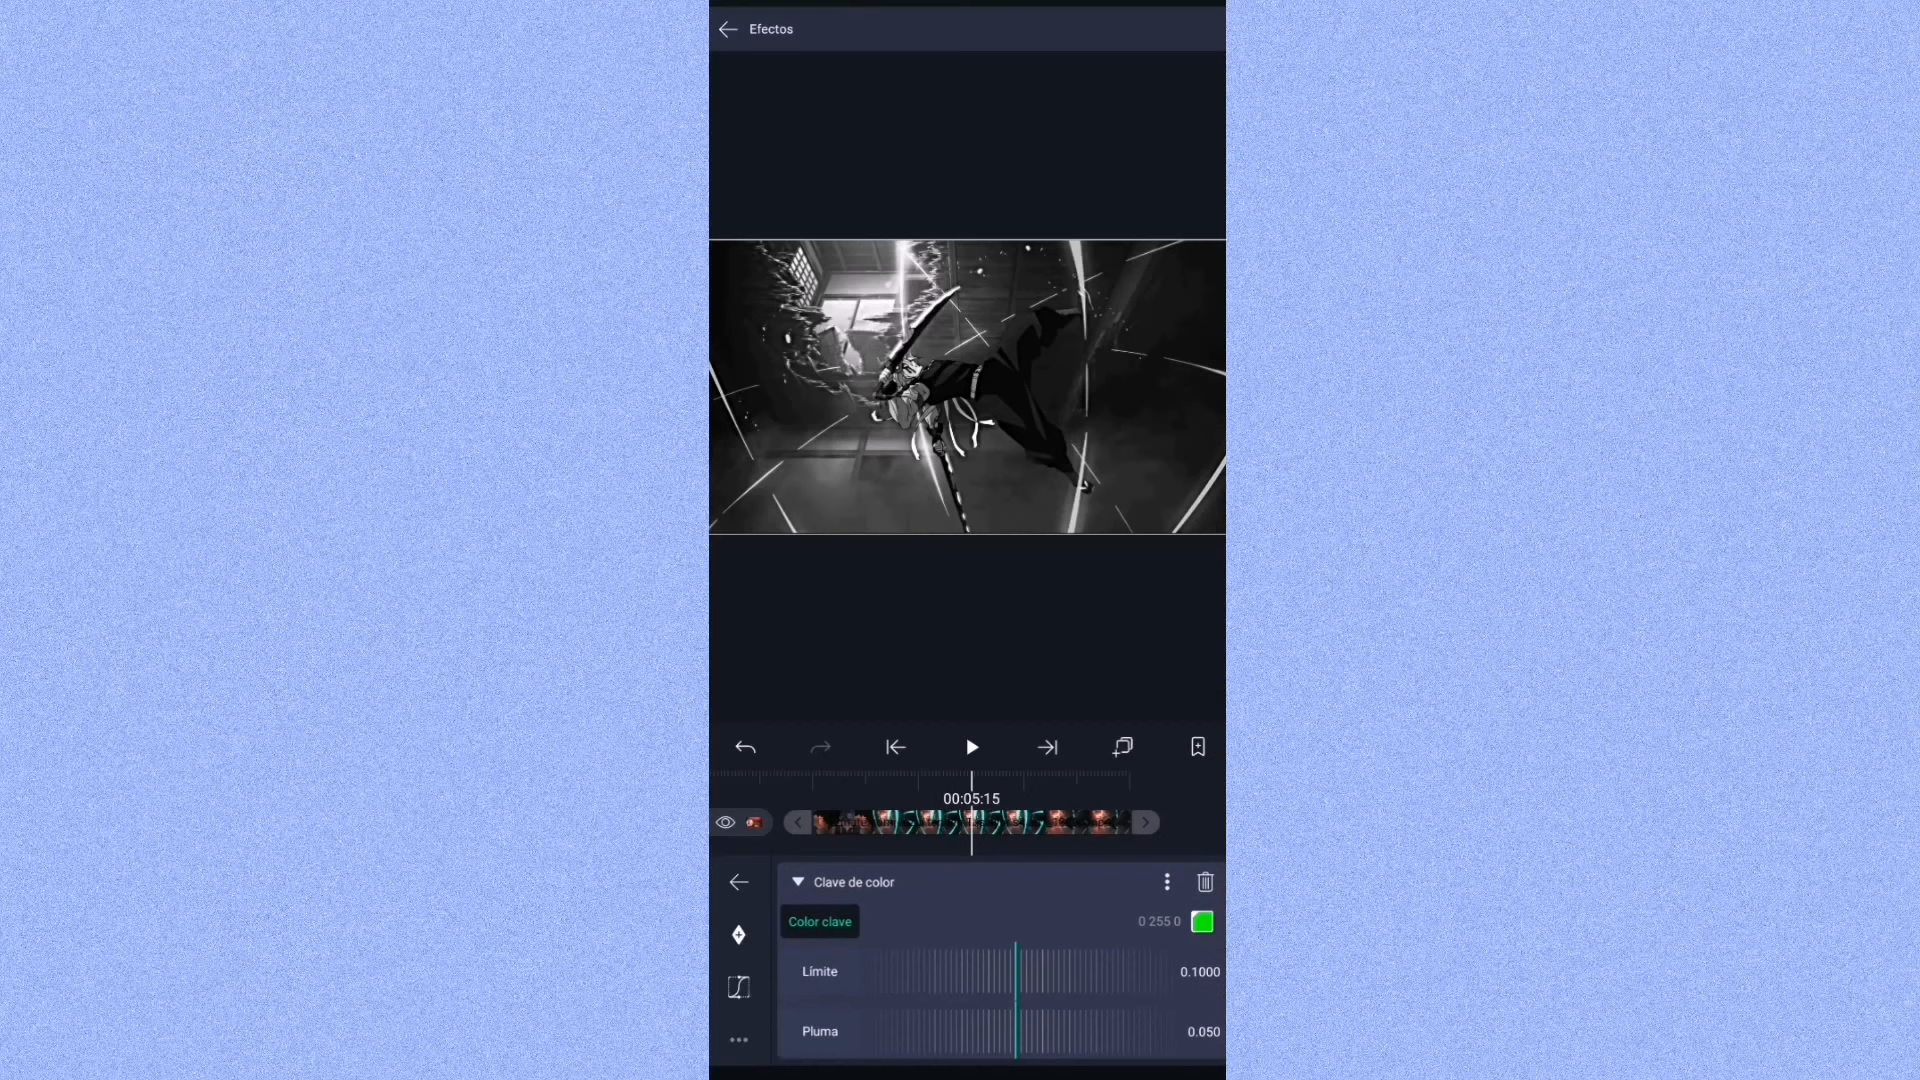 Efectos
00:05:15
Clave de color
Color clave
0 255 0
Límite
0.1000
Pluma
0.050